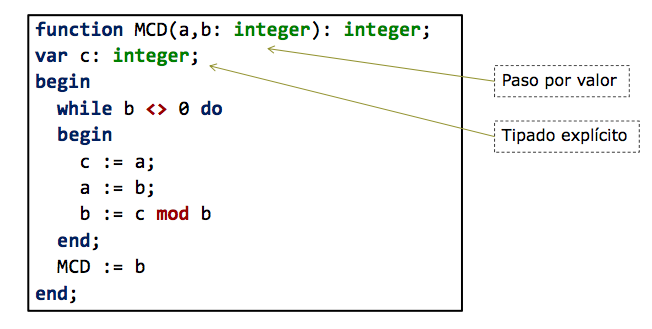 function MCD(a,b: integer): integer;
var c: integer;
begin
  while b <> 0 do
  begin
    c := a;
    a := b;
    b := c mod b
  end;
  MCD := b
end;
Paso por valor
Tipado explícito